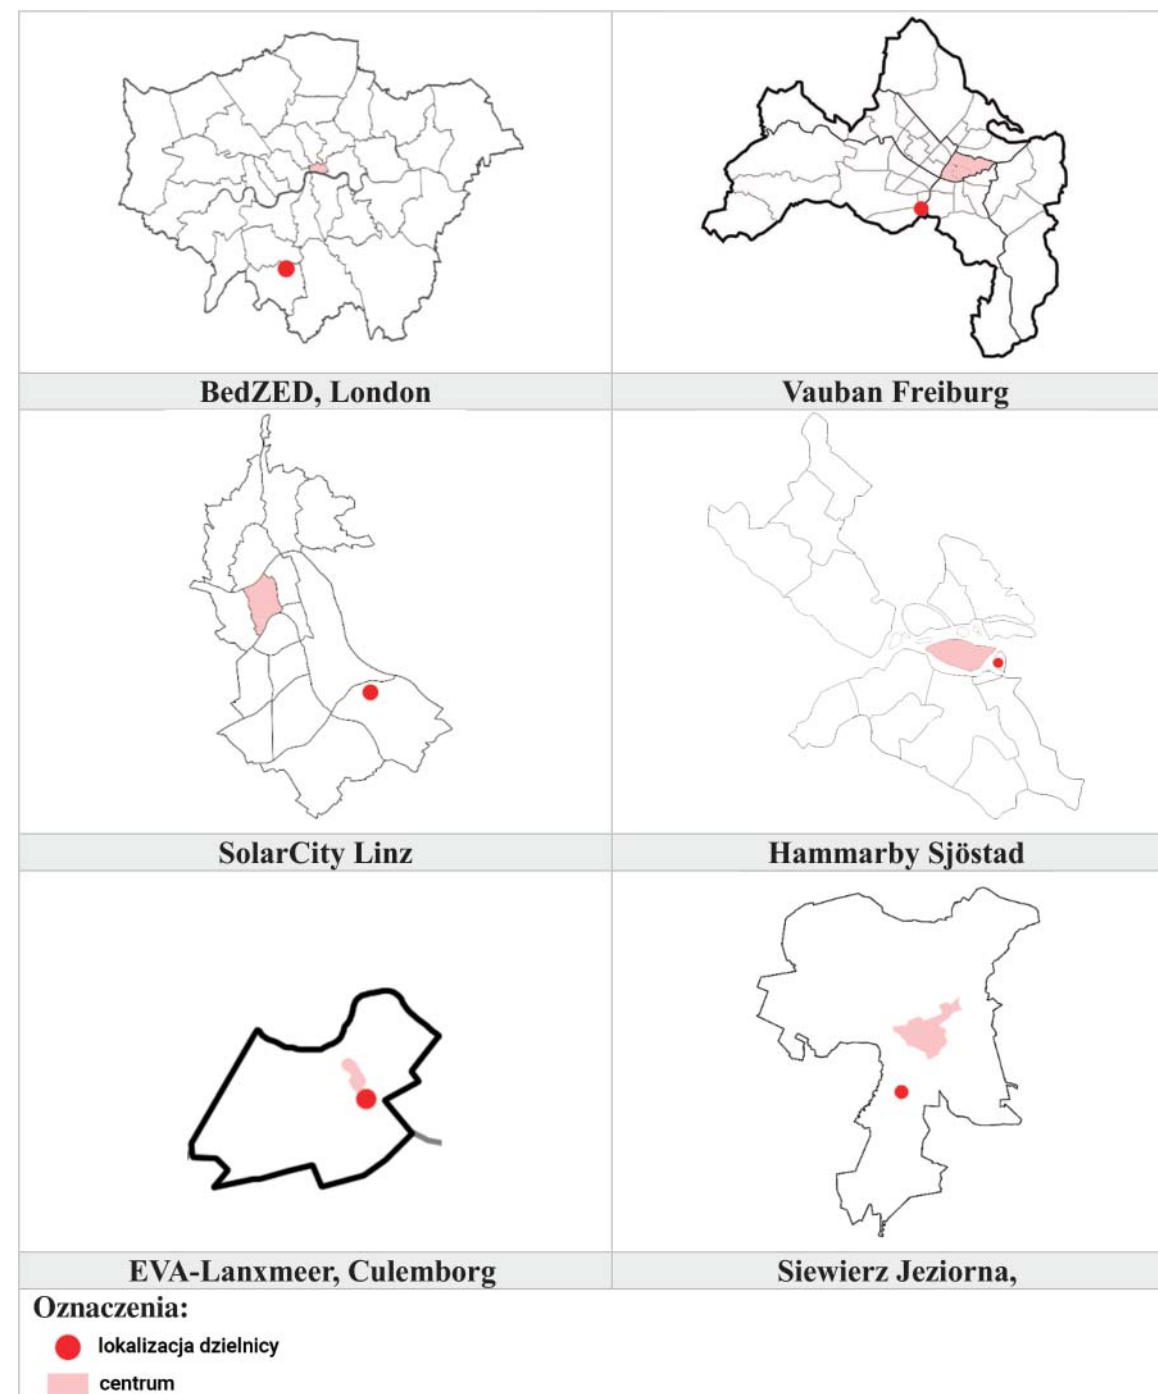 BedZED, London
Vauban Freiburg
SolarCity Linz
Hammarby Sjöstad
EVA-Lanxmeer, Culemborg
Siewierz Jeziorna,
Oznaczenia:
lokalizacja dzielnicy
centrum